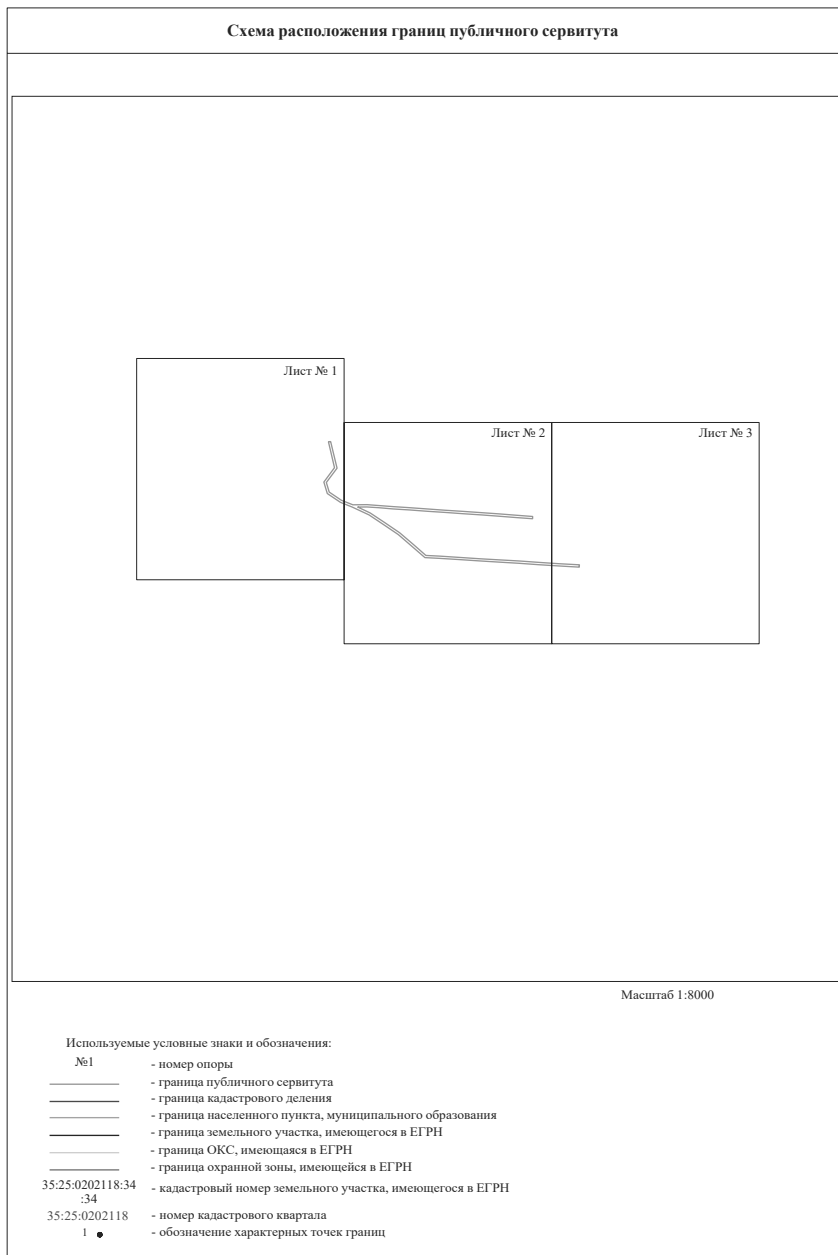 Схема расположения границ публичного сервитута
Лист № 1
Лист № 2
Лист № 3
Масштаб 1:8000
Используемые условные знаки и обозначения:
№1 - номер опоры
- граница публичного сервитута
- граница кадастрового деления
- граница населенного пункта, муниципального образования
- граница земельного участка, имеющегося в ЕГРН
- граница ОКС, имеющаяся в ЕГРН
- граница охранной зоны, имеющейся в ЕГРН
35:25:0202118:34 - кадастровый номер земельного участка, имеющегося в ЕГРН
:34
35:25:0202118 - номер кадастрового квартала
1 - обозначение характерных точек границ